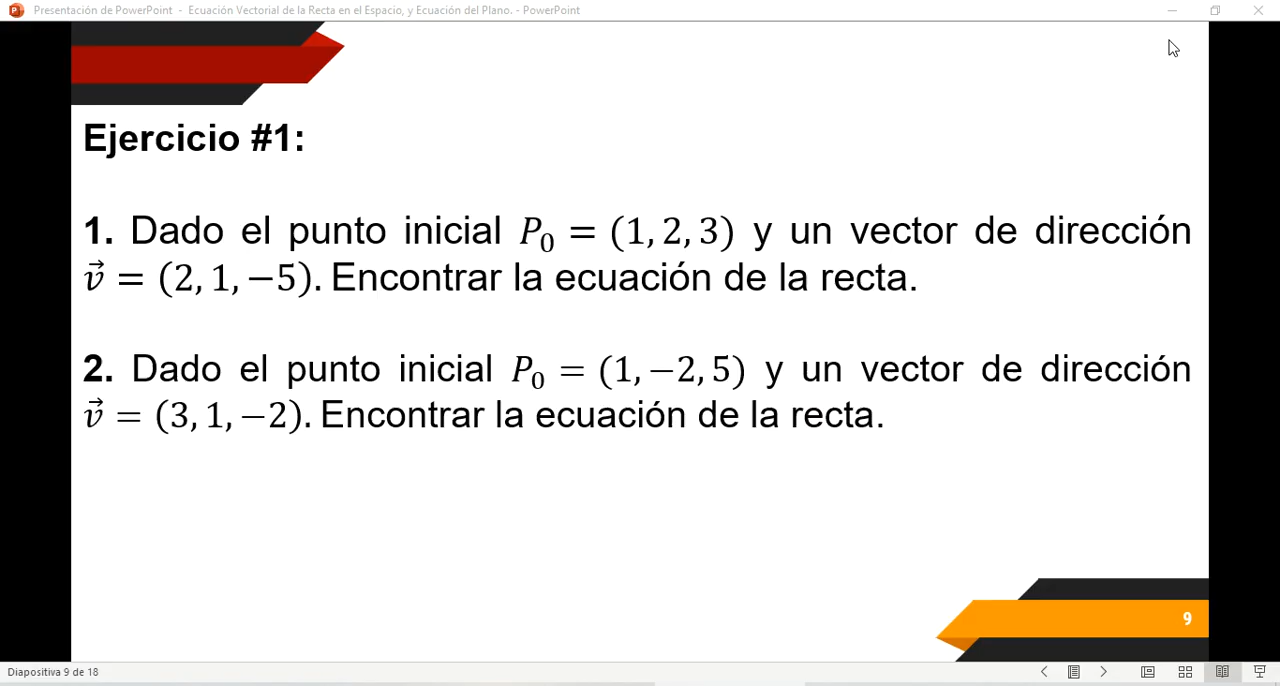 Presentación de PowerPoint - Ecuación Vectorial de la Recta en el Espacio, y Ecuación del Plano. - PowerPoint
Ejercicio #1:
1. Dado el punto inicial P₀ = (1, 2, 3) y un vector de dirección
v⃗ = (2, 1, −5). Encontrar la ecuación de la recta.
2. Dado el punto inicial P₀ = (1, −2, 5) y un vector de dirección
v⃗ = (3, 1, −2). Encontrar la ecuación de la recta.
9
Diapositiva 9 de 18